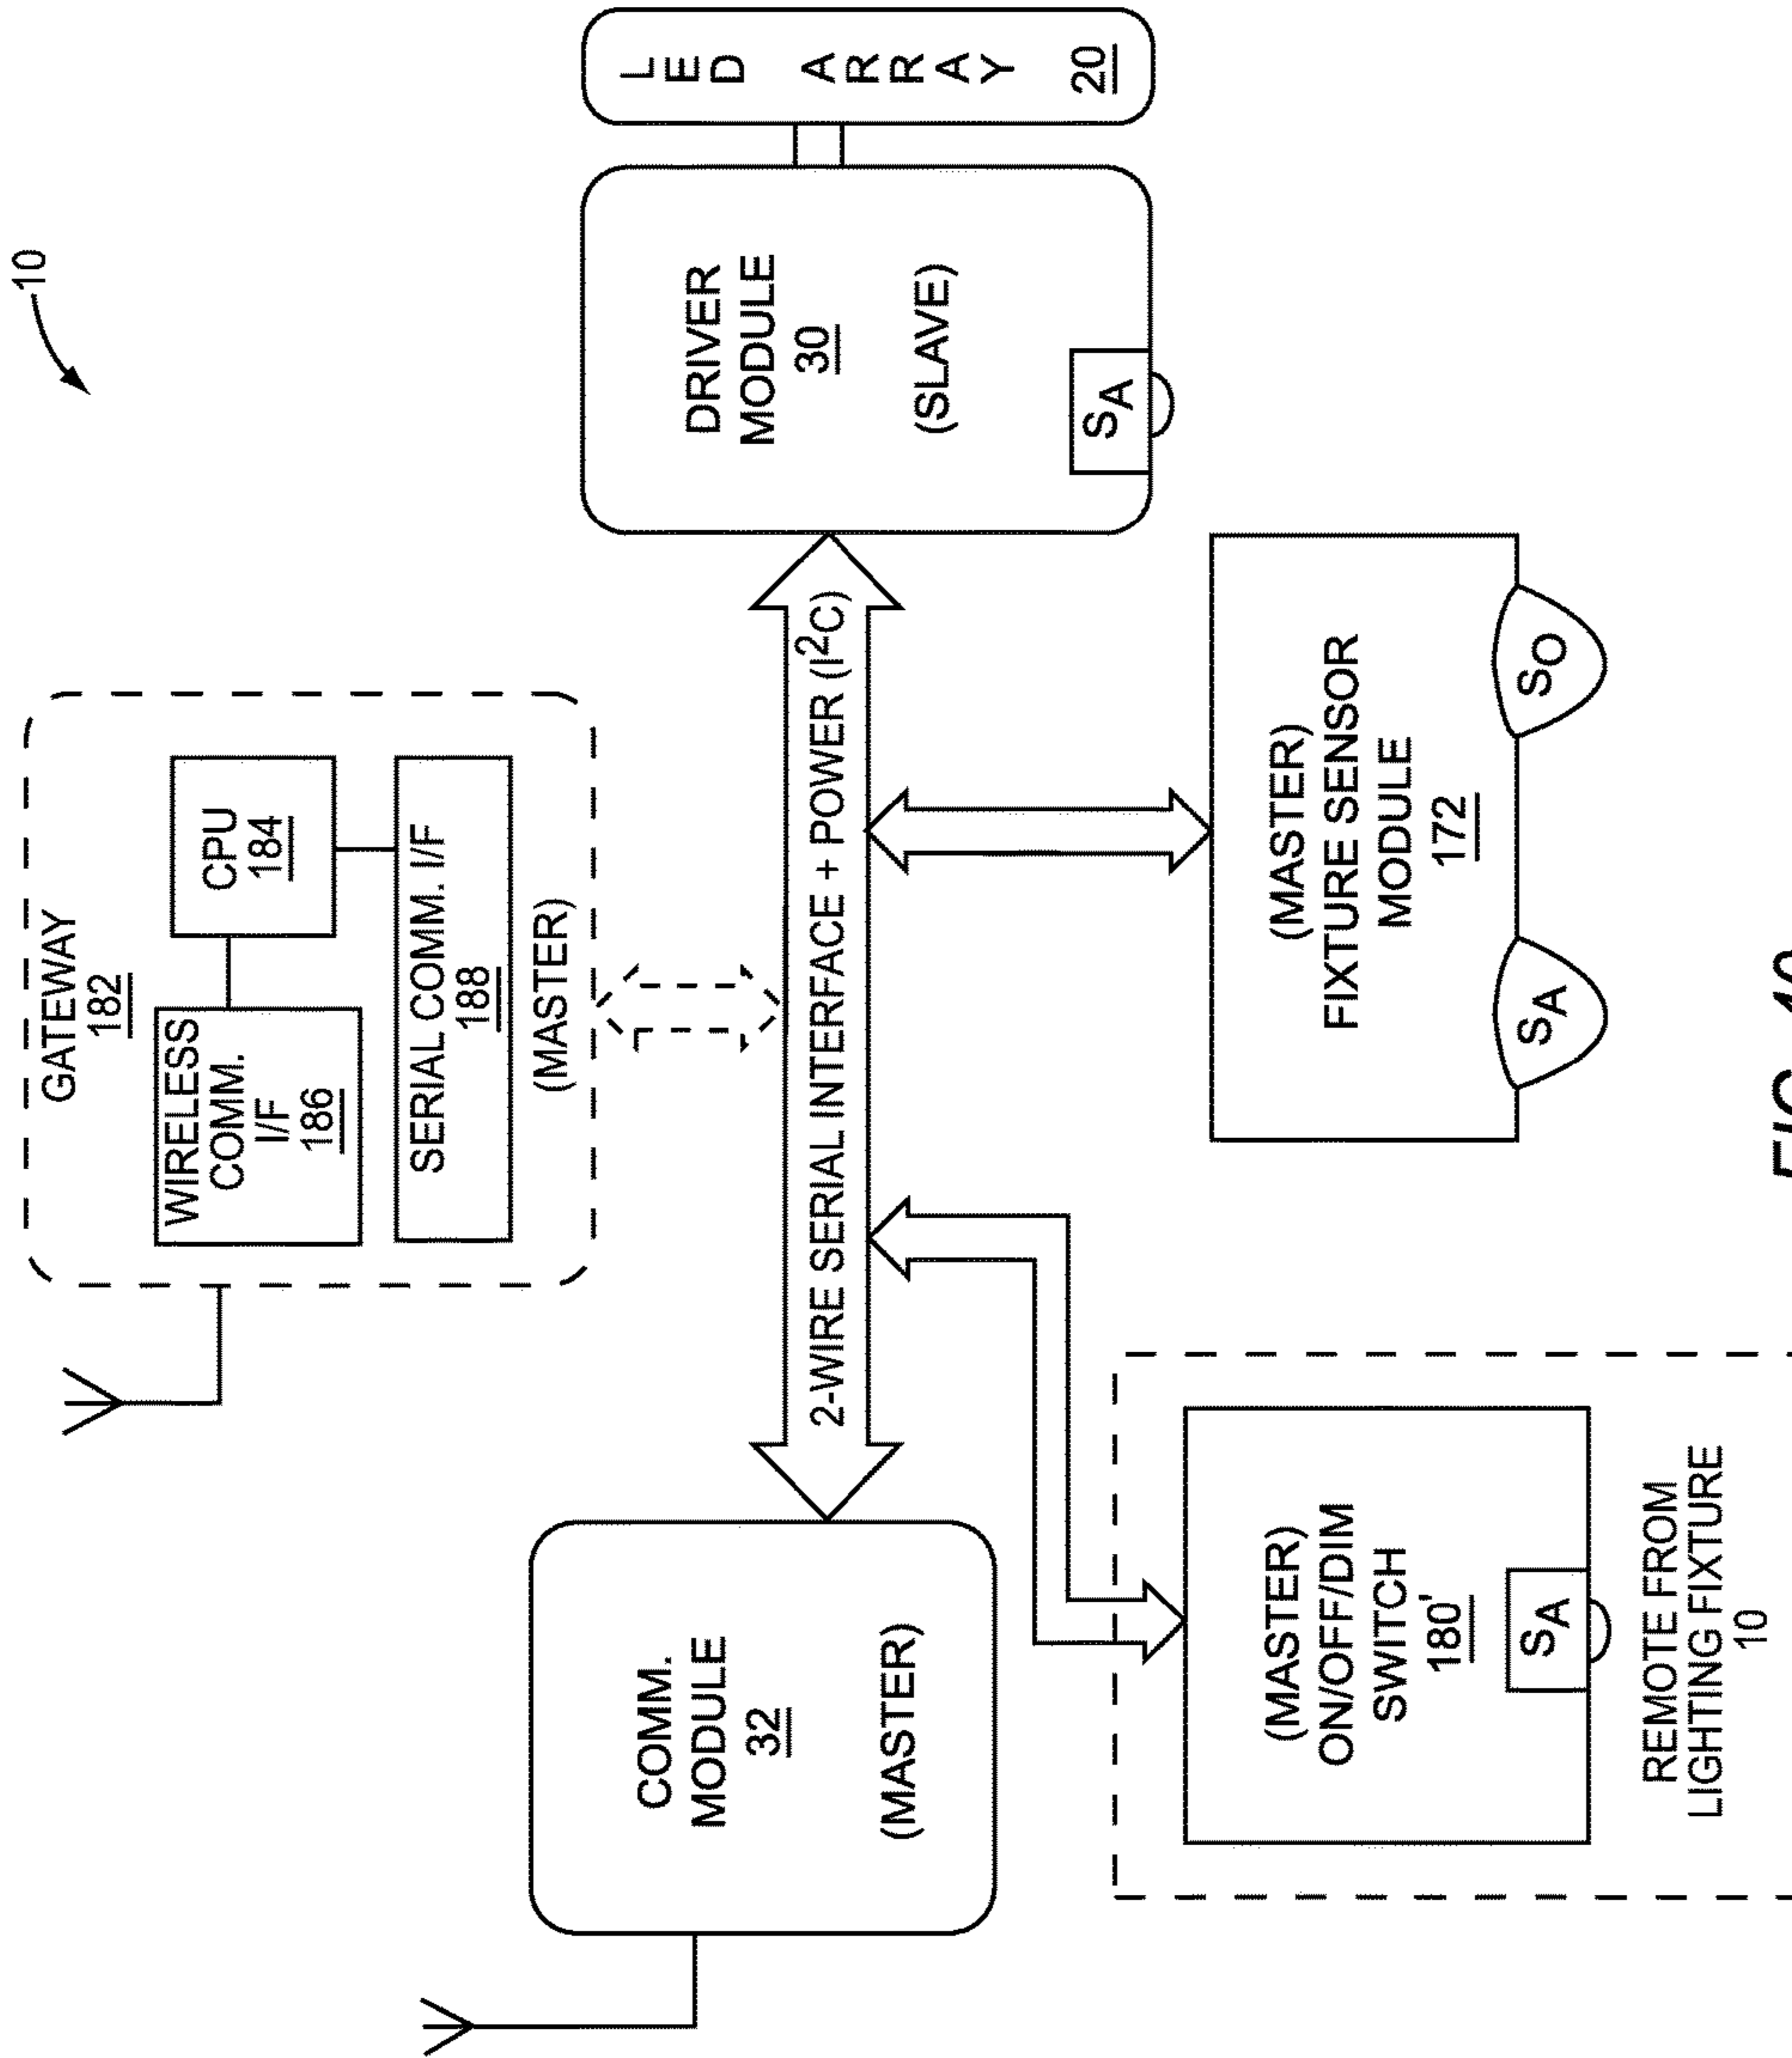 10
GATEWAY
182
WIRELESS
COMM.
I/F
186
CPU
184
SERIAL COMM. I/F
188
(MASTER)
COMM.
MODULE
32
(MASTER)
2-WIRE SERIAL INTERFACE + POWER (I²C)
DRIVER
MODULE
30
(SLAVE)
SA
LED ARRAY
20
(MASTER)
ON/OFF/DIM
SWITCH
180'
SA
REMOTE FROM
LIGHTING FIXTURE
10
(MASTER)
FIXTURE SENSOR
MODULE
172
SA
SO